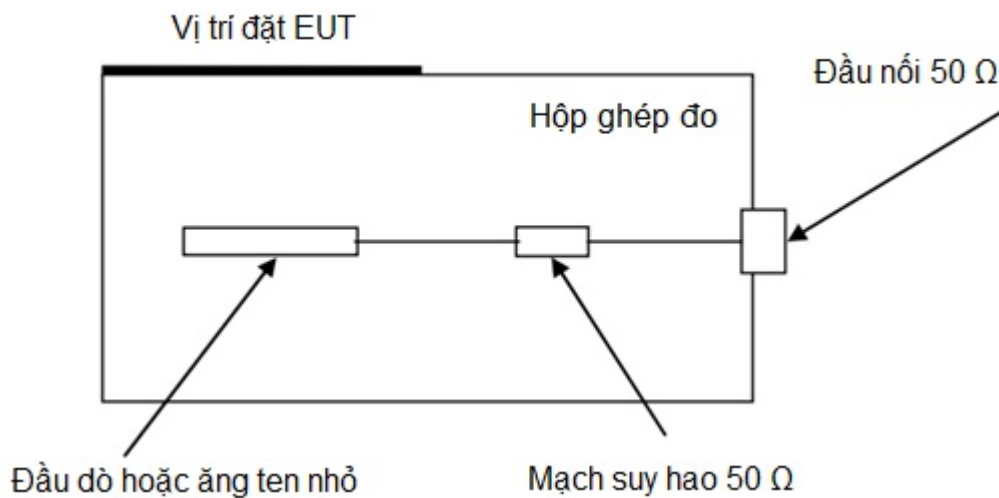 Vị trí đặt EUT
Đầu nối 50 Ω
Hộp ghép đo
Đầu dò hoặc ăng ten nhỏ
Mạch suy hao 50 Ω